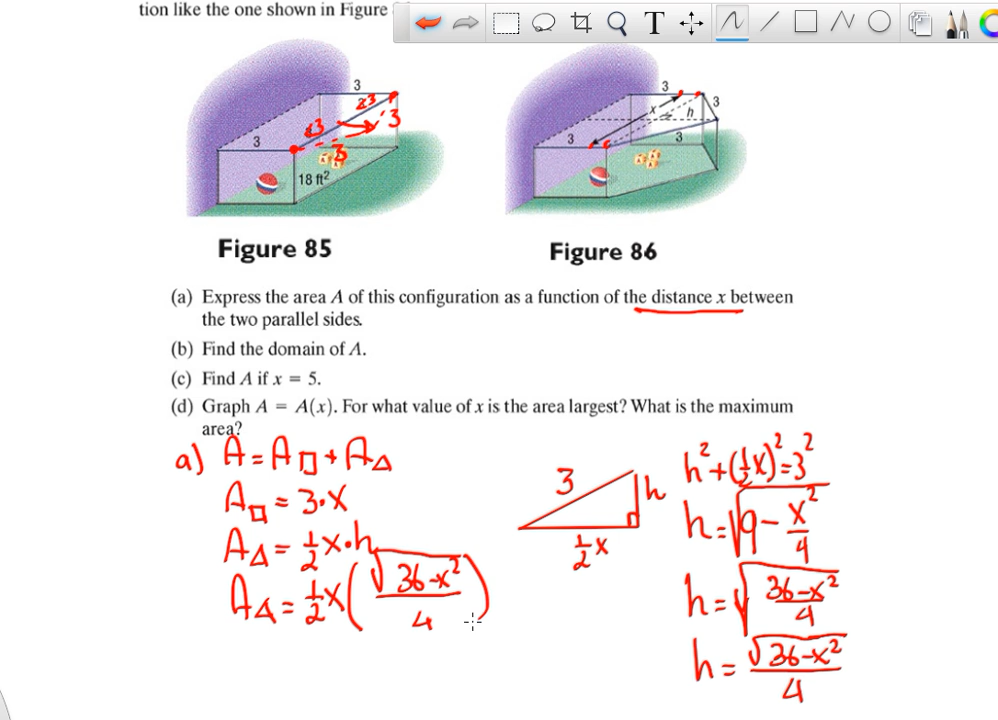 tion like the one shown in Figure
T
3
23
3
3
3
3
18 ft²
3
x
h
3
3
3
Figure 85
Figure 86
(a) Express the area A of this configuration as a function of the distance x between
the two parallel sides.
(b) Find the domain of A.
(c) Find A if x = 5.
(d) Graph A = A(x). For what value of x is the area largest? What is the maximum
area?
a) A = A▯ + A△
A▯ = 3·x
A△ = ½x·h
A△ = ½x(√36-x²/4)
3
h
½x
h²+(½x)²=3²
h=√9-x²/4
h=√36-x²/4
h=√36-x²/4